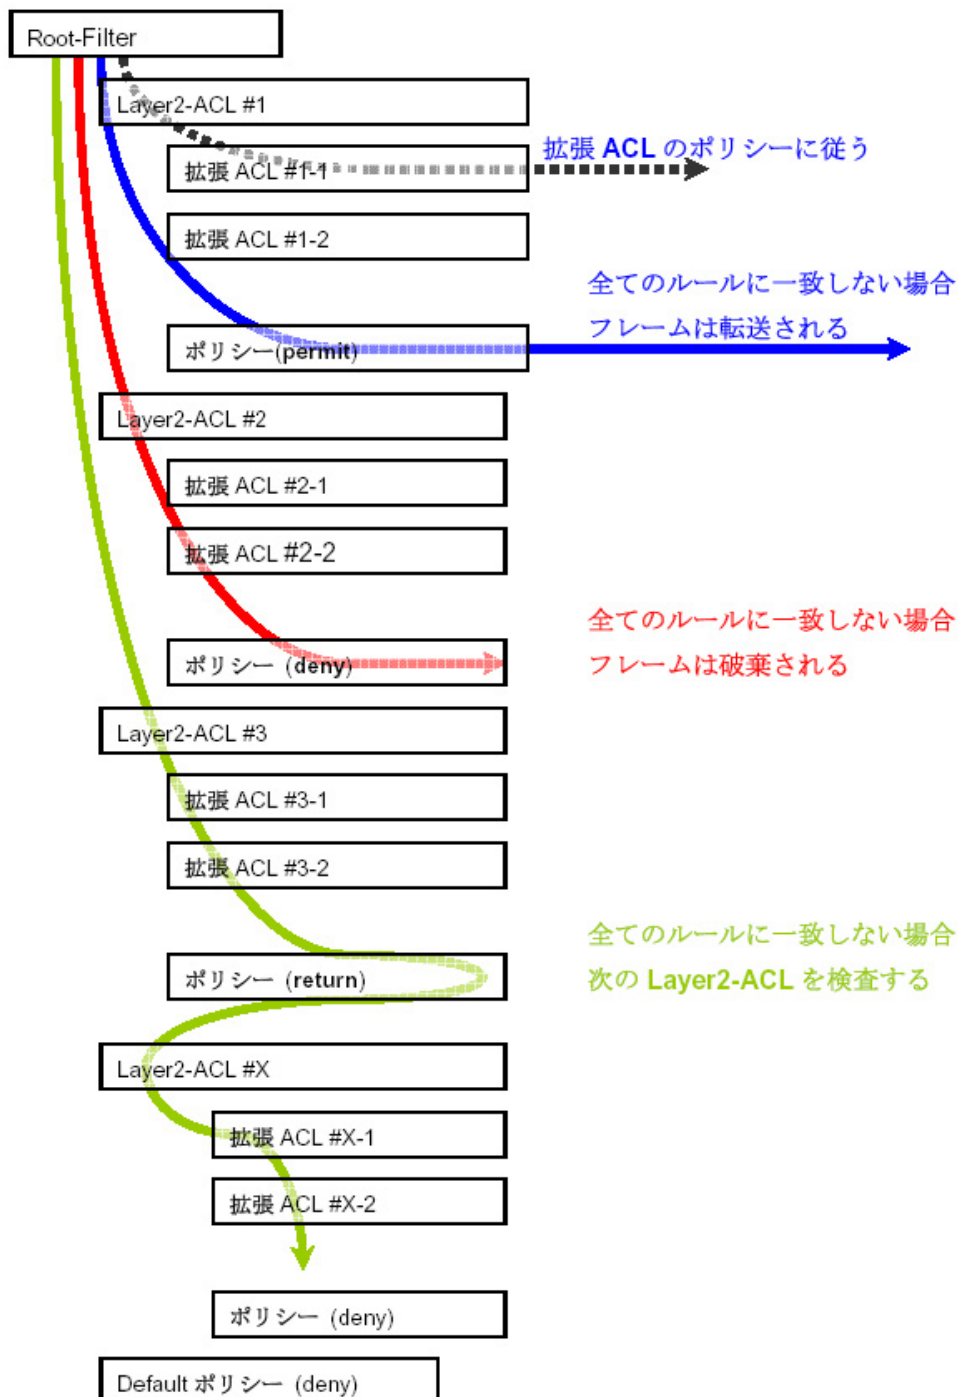 Root-Filter
Layer2-ACL #1
拡張 ACL #1-1
拡張 ACL のポリシーに従う
拡張 ACL #1-2
全てのルールに一致しない場合
フレームは転送される
ポリシー(permit)
Layer2-ACL #2
拡張 ACL #2-1
拡張 ACL #2-2
全てのルールに一致しない場合
フレームは破棄される
ポリシー (deny)
Layer2-ACL #3
拡張 ACL #3-1
拡張 ACL #3-2
全てのルールに一致しない場合
次の Layer2-ACL を検査する
ポリシー (return)
Layer2-ACL #X
拡張 ACL #X-1
拡張 ACL #X-2
ポリシー (deny)
Default ポリシー (deny)